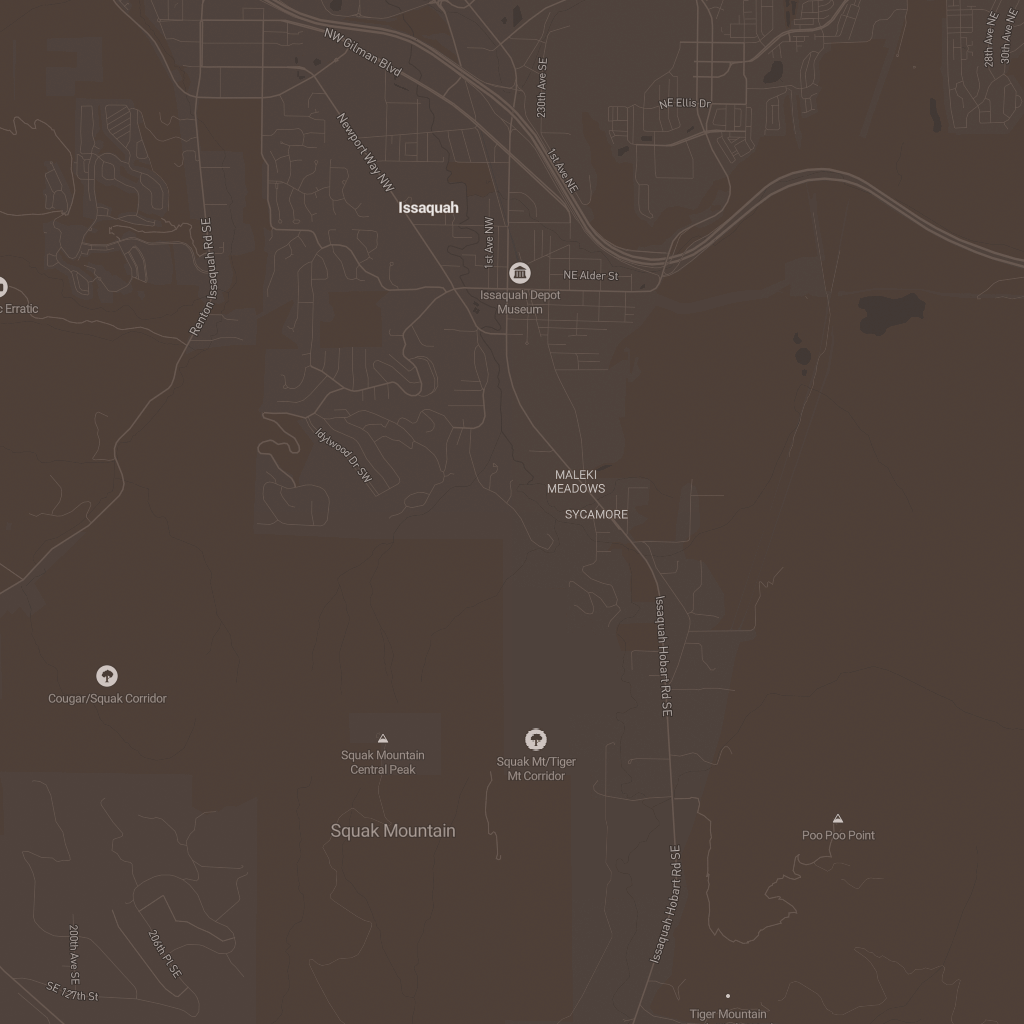 NW Gilman Blvd
230th Ave SE
28th Ave NE
30th Ave NE
NE Ellis Dr
Newport Way NW
1st Ave NE
Issaquah
Renton Issaquah Rd SE
1st Ave NW
NE Alder St
Issaquah Depot
Museum
Erratic
Idylwood Dr SW
MALEKI
MEADOWS
SYCAMORE
Issaquah Hobart Rd SE
Cougar/Squak Corridor
Squak Mountain
Central Peak
Squak Mt/Tiger
Mt Corridor
Squak Mountain
Poo Poo Point
Issaquah Hobart Rd SE
200th Ave SE
206th Pl SE
SE 127th St
Tiger Mountain